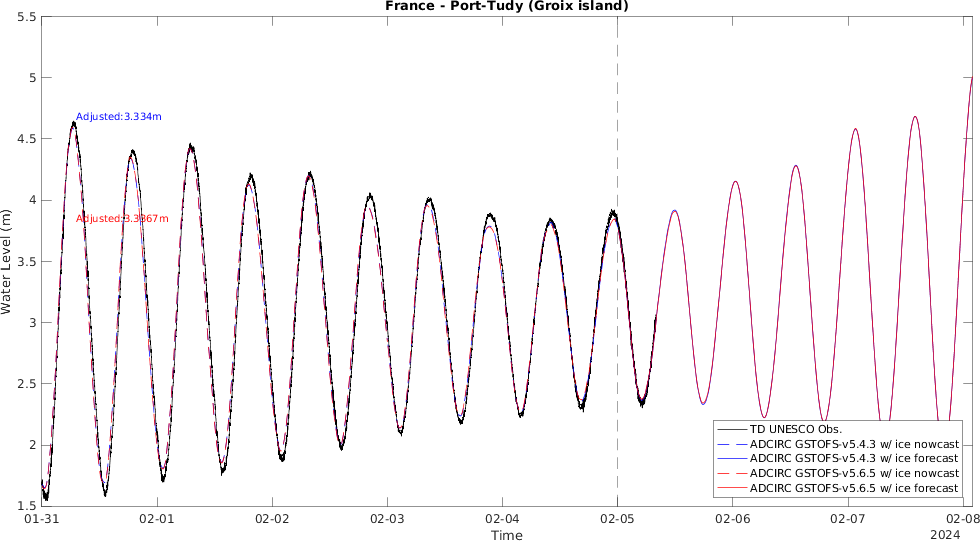 France - Port-Tudy (Groix island)
5.5
5
4.5
4
3.5
3
2.5
2
1.5
Water Level (m)
Adjusted:3.334m
Adjusted:3.3367m
TD UNESCO Obs.
ADCIRC GSTOFS-v5.4.3 w/ ice nowcast
ADCIRC GSTOFS-v5.4.3 w/ ice forecast
ADCIRC GSTOFS-v5.6.5 w/ ice nowcast
ADCIRC GSTOFS-v5.6.5 w/ ice forecast
01-31 02-01 02-02 02-03 02-04 02-05 02-06 02-07 02-08
Time 2024